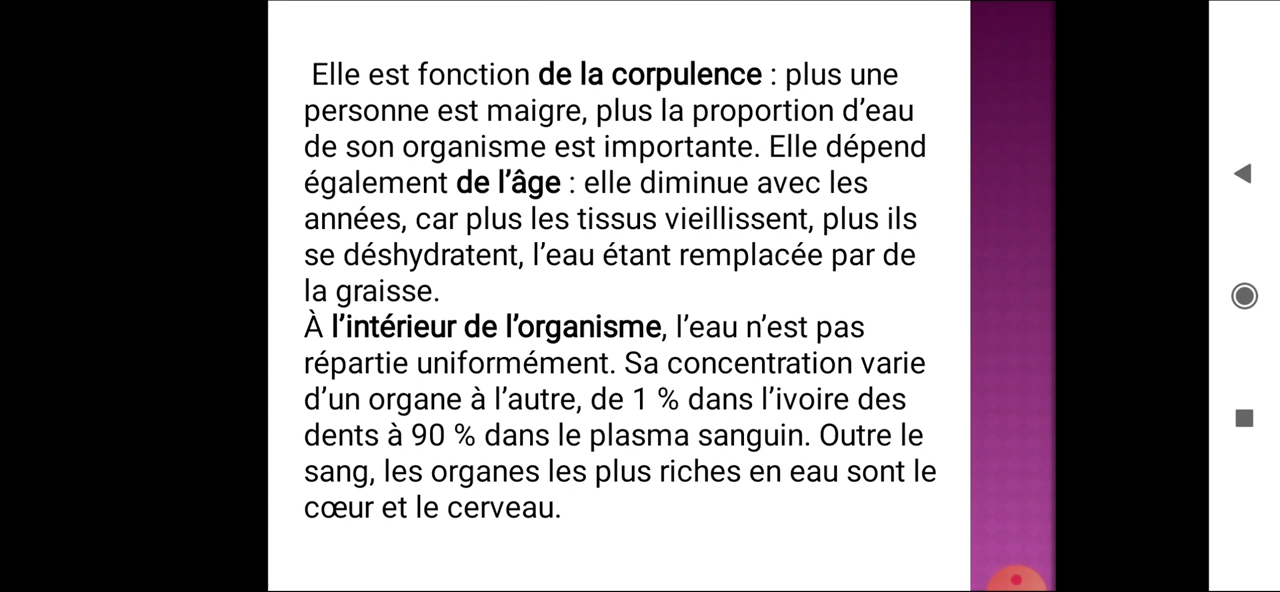 Elle est fonction de la corpulence : plus une
personne est maigre, plus la proportion d’eau
de son organisme est importante. Elle dépend
également de l’âge : elle diminue avec les
années, car plus les tissus vieillissent, plus ils
se déshydratent, l’eau étant remplacée par de
la graisse.
À l’intérieur de l’organisme, l’eau n’est pas
répartie uniformément. Sa concentration varie
d’un organe à l’autre, de 1 % dans l’ivoire des
dents à 90 % dans le plasma sanguin. Outre le
sang, les organes les plus riches en eau sont le
cœur et le cerveau.